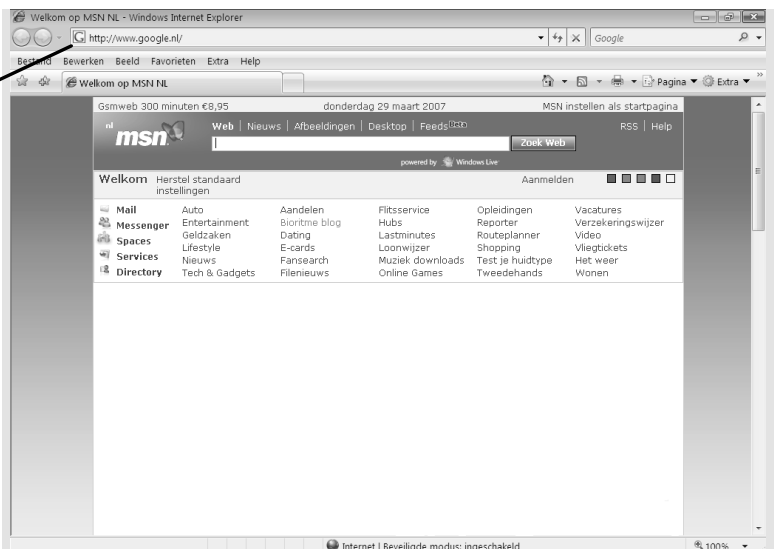 Welkom op MSN NL - Windows Internet Explorer
G http://www.google.nl/ Google
Bestand Bewerken Beeld Favorieten Extra Help
Welkom op MSN NL Pagina Extra
Gsmweb 300 minuten €8,95 donderdag 29 maart 2007 MSN instellen als startpagina
nl msn Web | Nieuws | Afbeeldingen | Desktop | Feeds Beta RSS | Help
Zoek Web
powered by Windows Live
Welkom Herstel standaard instellingen Aanmelden
Mail Auto Aandelen Flitsservice Opleidingen Vacatures
Messenger Entertainment Bioritme blog Hubs Reporter Verzekeringswijzer
Spaces Geldzaken Dating Lastminutes Routeplanner Video
Services Lifestyle E-cards Loonwijzer Shopping Vliegtickets
Nieuws Fansearch Muziek downloads Test je huidtype Het weer
Directory Tech & Gadgets Filenieuws Online Games Tweedehands Wonen
Internet | Beveiligde modus: ingeschakeld 100%